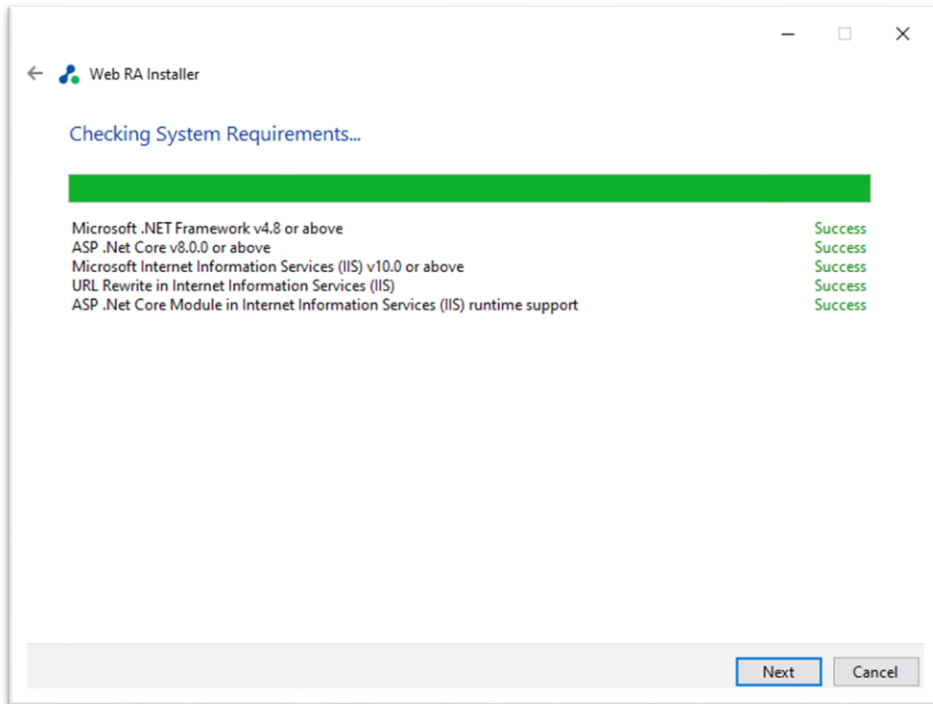 Web RA Installer
Checking System Requirements...
Microsoft .NET Framework v4.8 or above Success
ASP .Net Core v8.0.0 or above Success
Microsoft Internet Information Services (IIS) v10.0 or above Success
URL Rewrite in Internet Information Services (IIS) Success
ASP .Net Core Module in Internet Information Services (IIS) runtime support Success
Next Cancel